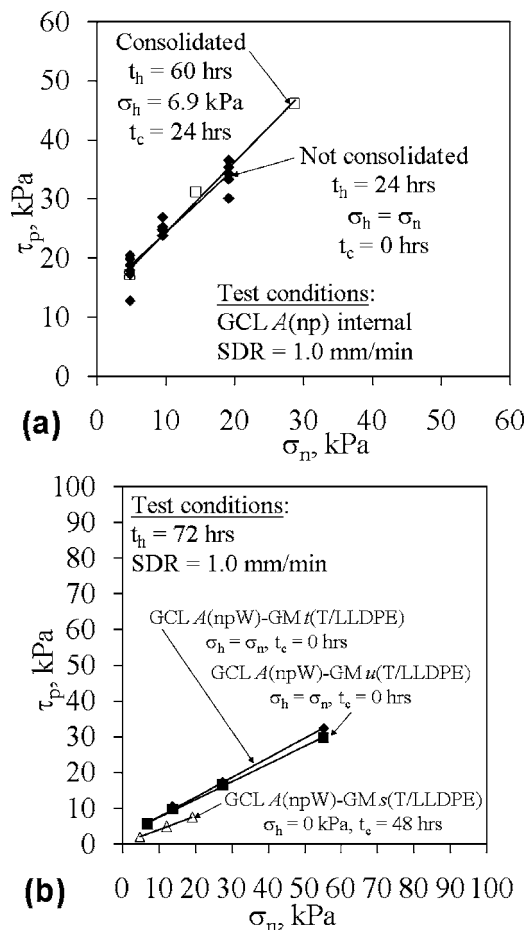 60
50
40
30
20
10
0
τp, kPa
Consolidated
th = 60 hrs
σh = 6.9 kPa
tc = 24 hrs
Not consolidated
th = 24 hrs
σh = σn
tc = 0 hrs
Test conditions:
GCL A(np) internal
SDR = 1.0 mm/min
0 10 20 30 40 50 60
σn, kPa
(a)
100
90
80
70
60
50
40
30
20
10
0
τp, kPa
Test conditions:
th = 72 hrs
SDR = 1.0 mm/min
GCL A(npW)-GM t(T/LLDPE)
σh = σn, tc = 0 hrs
GCL A(npW)-GM u(T/LLDPE)
σh = σn, tc = 0 hrs
GCL A(npW)-GM s(T/LLDPE)
σh = 0 kPa, tc = 48 hrs
0 10 20 30 40 50 60 70 80 90 100
σn, kPa
(b)